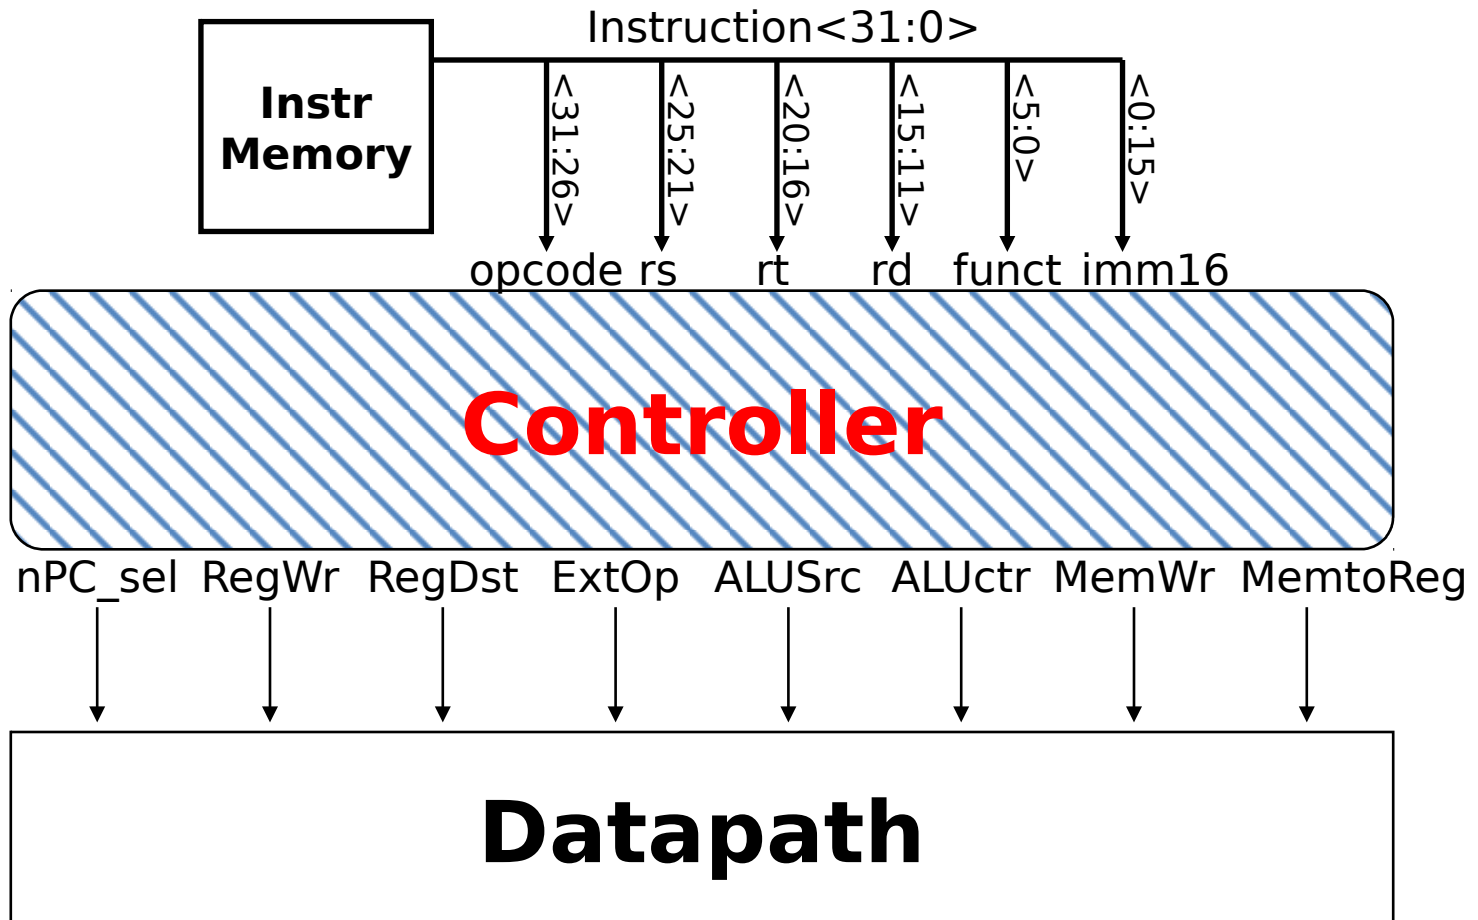 Instruction<31:0>
Instr
Memory
<31:26>
<25:21>
<20:16>
<15:11>
<5:0>
<0:15>
opcode rs rt rd funct imm16
Controller
nPC_sel RegWr RegDst ExtOp ALUSrc ALUctr MemWr MemtoReg
Datapath